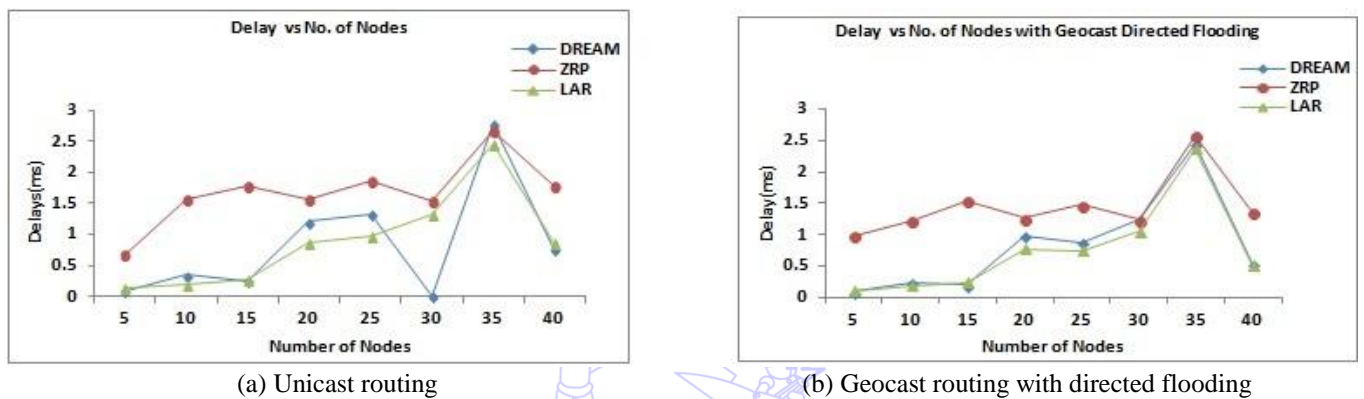 Delay vs No. of Nodes
DREAM
ZRP
LAR
3
2.5
2
1.5
1
0.5
0
Delays(ms)
5 10 15 20 25 30 35 40
Number of Nodes
(a) Unicast routing
Delay vs No. of Nodes with Geocast Directed Flooding
DREAM
ZRP
LAR
3
2.5
2
1.5
1
0.5
0
Delay(ms)
5 10 15 20 25 30 35 40
Number of Nodes
(b) Geocast routing with directed flooding